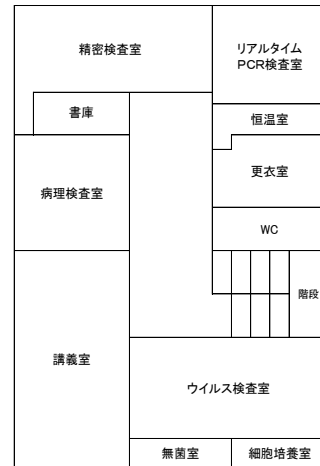 精密検査室
リアルタイム
PCR検査室
書庫
恒温室
更衣室
病理検査室
WC
階段
講義室
ウイルス検査室
無菌室
細胞培養室